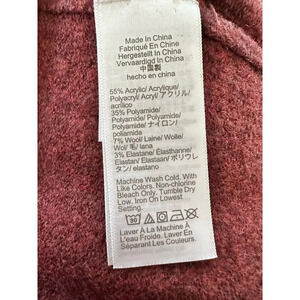 Made In China
Fabriqué En China
Hergestellt In China
Vervaardigd In China
中国製
hecho en china
55% Acrylic/ Acrylique/
Polyacryl/ Acryl/ アクリル/
acrílico
35% Polyamide/
Polyamide/ Polyamid/
Polyamide/ ナイロン/
poliamida
7% Wool/ Laine/ Wolle/
Wol/ 毛/ lana
3% Elastane/ Élasthanne/
Elastan/ Elastaan/ ポリウレ
タン/ elastano
Machine Wash Cold. With
Like Colors. Non-chlorine
Bleach Only. Tumble Dry
Low. Iron On Lowest
Setting.
30
Laver À La Machine À
L'eau Froide. Laver En
Séparant Les Couleurs.